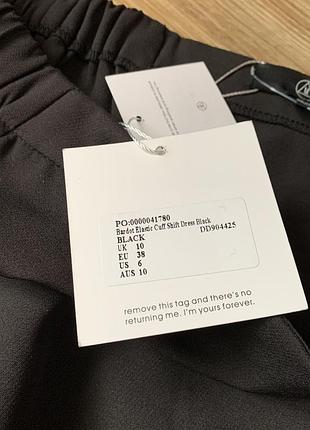 PO:0000041780
Bardot Elastic Cuff Shift Dress Black
BLACK DD904425
UK 10
EU 38
US 6
AUS 10
remove this tag and there's no
returning me. I'm yours forever.